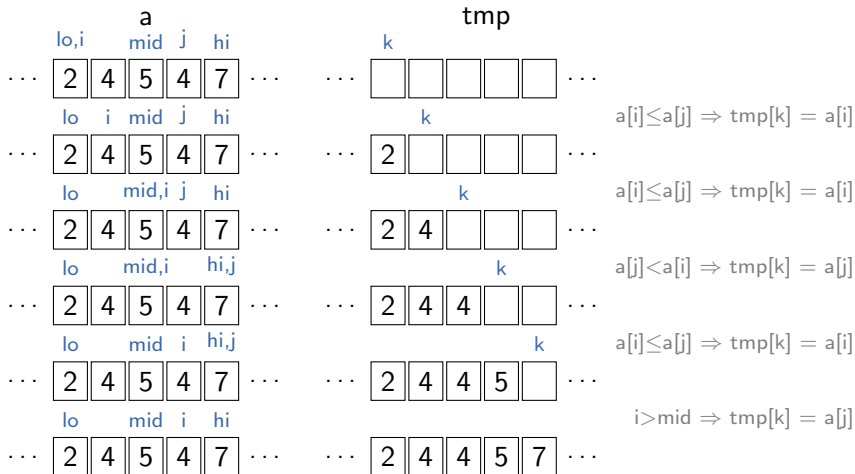 a tmp
lo,i mid j hi k
··· 2 4 5 4 7 ··· ··· ···
a[i]≤a[j] ⇒ tmp[k] = a[i]
lo i mid j hi k
··· 2 4 5 4 7 ··· ··· 2 ···
a[i]≤a[j] ⇒ tmp[k] = a[i]
lo mid,i j hi k
··· 2 4 5 4 7 ··· ··· 2 4 ···
a[j]<a[i] ⇒ tmp[k] = a[j]
lo mid,i hi,j k
··· 2 4 5 4 7 ··· ··· 2 4 4 ···
a[i]≤a[j] ⇒ tmp[k] = a[i]
lo mid i hi,j k
··· 2 4 5 4 7 ··· ··· 2 4 4 5 ···
i>mid ⇒ tmp[k] = a[j]
lo mid i hi
··· 2 4 5 4 7 ··· ··· 2 4 4 5 7 ···